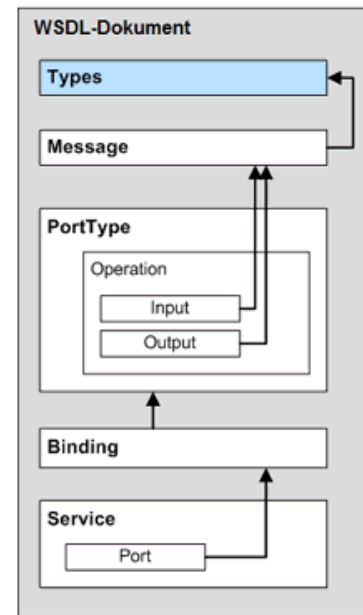 WSDL-Dokument
Types
Message
PortType
Operation
Input
Output
Binding
Service
Port